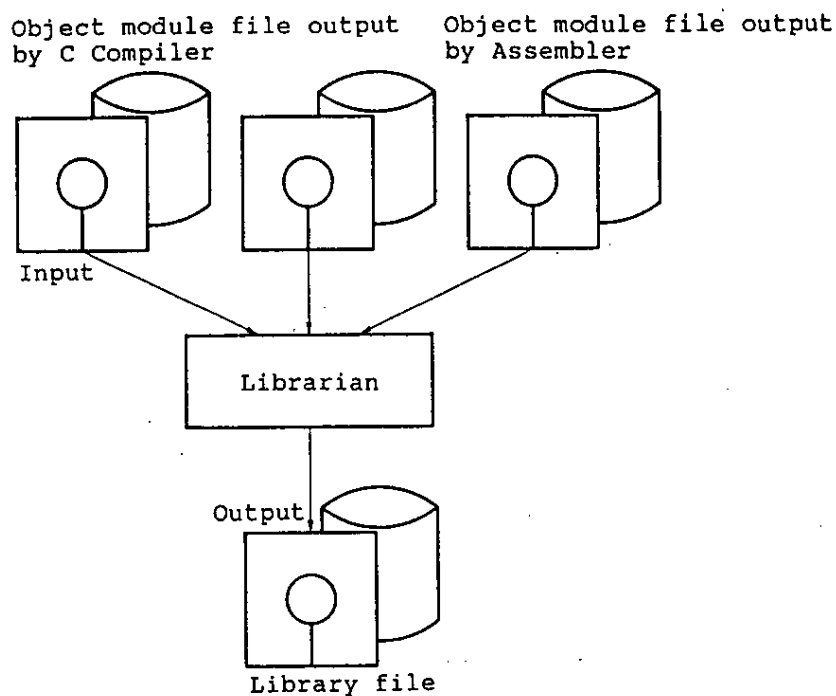 Object module file output
by C Compiler
Object module file output
by Assembler
Input
Librarian
Output
Library file